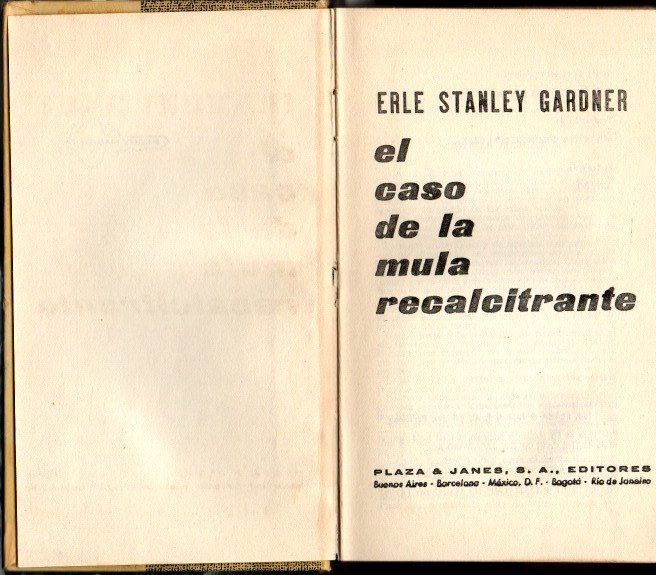 ERLE STANLEY GARDNER
el
caso
de la
mula
recalcitrante
PLAZA & JANES, S. A., EDITORES
Buenos Aires - Barcelona - México, D. F. - Bogotá - Río de Janeiro